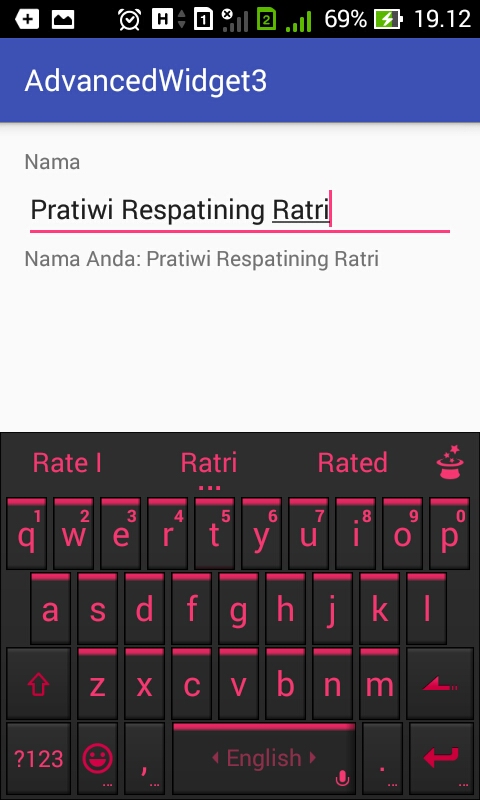 H 1 2 69% 19.12
AdvancedWidget3
Nama
Pratiwi Respatining Ratri
Nama Anda: Pratiwi Respatining Ratri
Rate I Ratri Rated
1 2 3 4 5 6 7 8 9 0
q w e r t y u i o p
a s d f g h j k l
z x c v b n m
?123 , English .